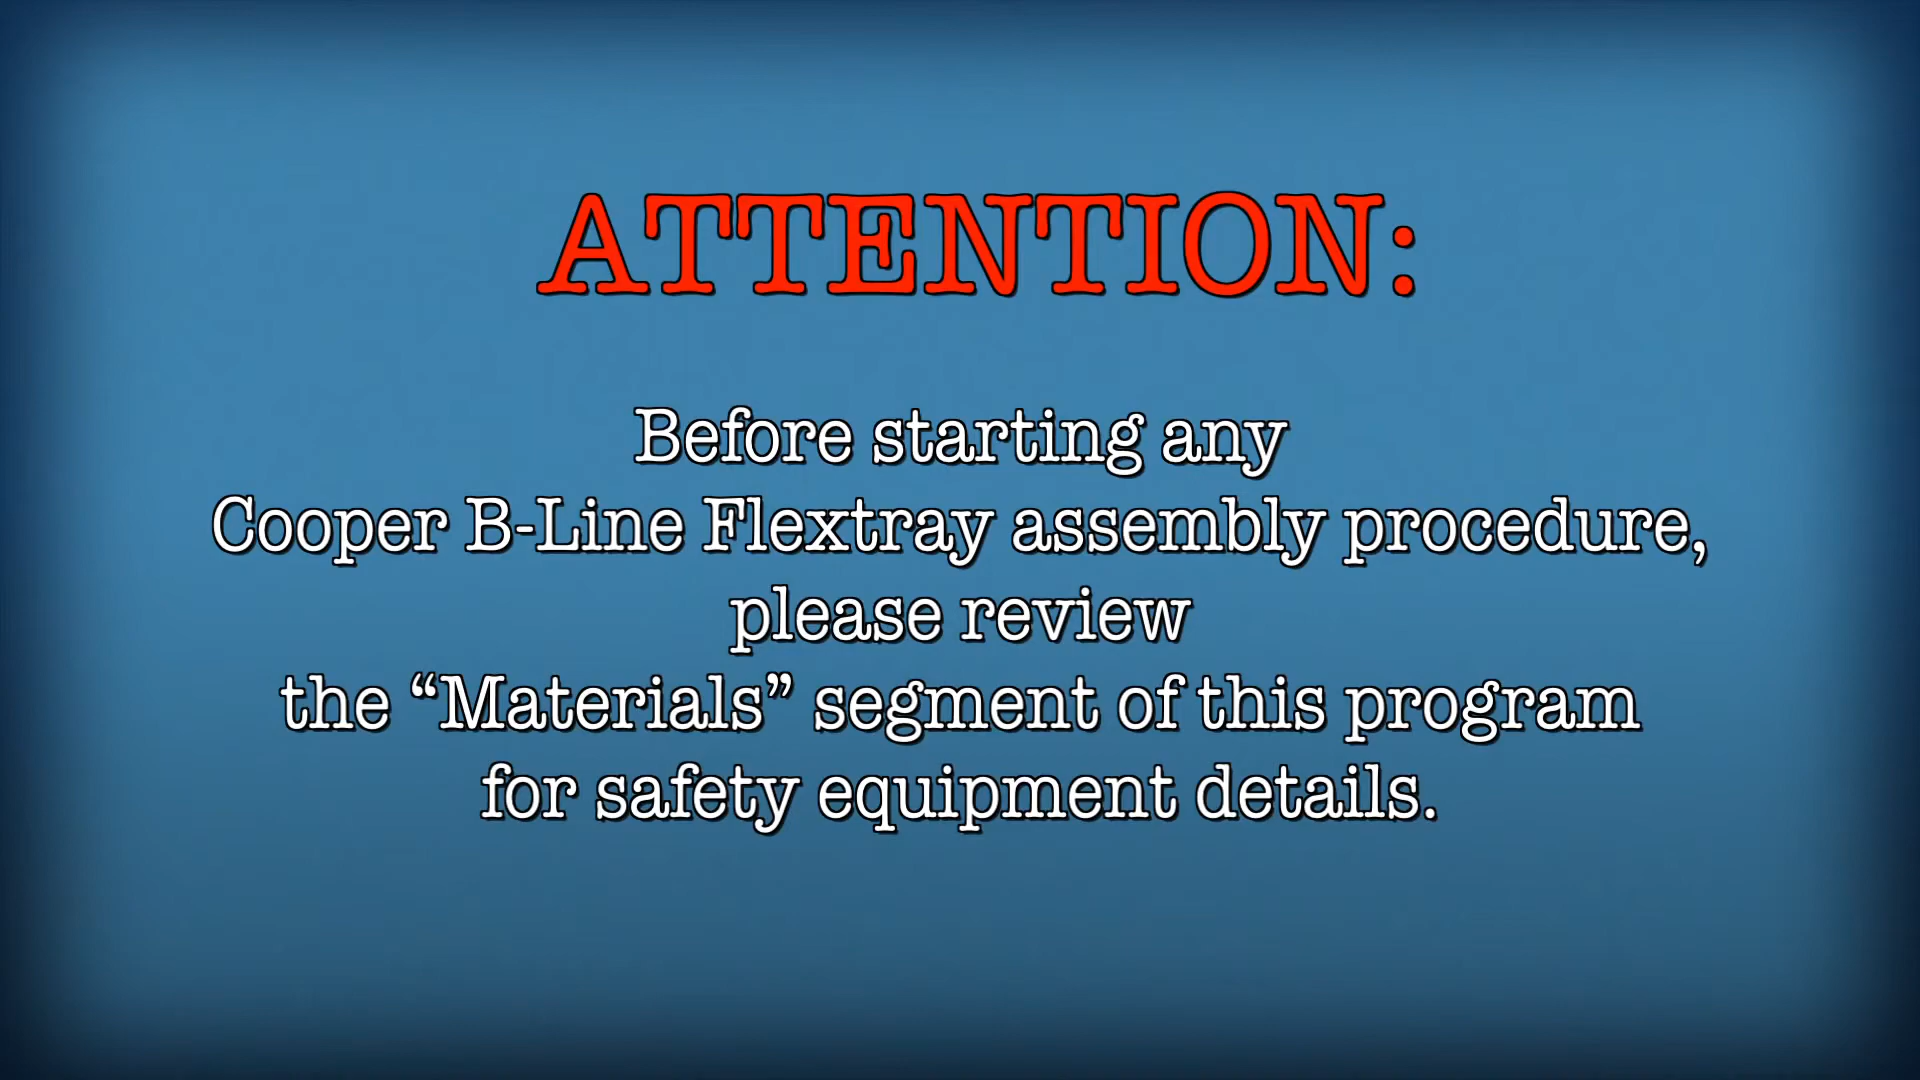 ATTENTION:
Before starting any
Cooper B-Line Flextray assembly procedure,
please review
the “Materials” segment of this program
for safety equipment details.